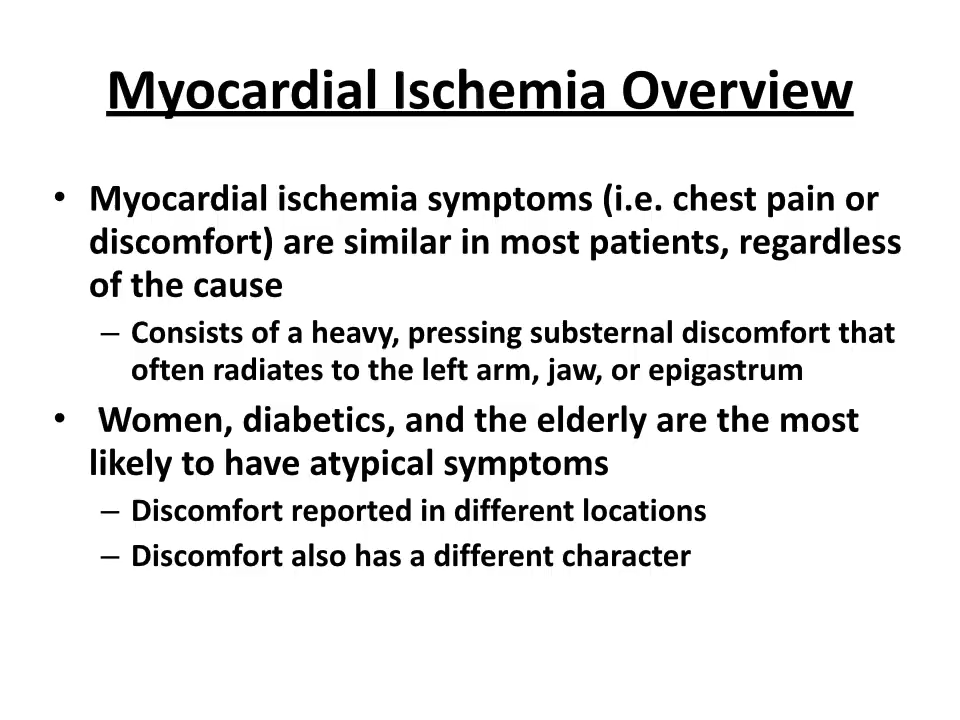 Myocardial Ischemia Overview
• Myocardial ischemia symptoms (i.e. chest pain or
discomfort) are similar in most patients, regardless
of the cause
– Consists of a heavy, pressing substernal discomfort that
often radiates to the left arm, jaw, or epigastrum
• Women, diabetics, and the elderly are the most
likely to have atypical symptoms
– Discomfort reported in different locations
– Discomfort also has a different character